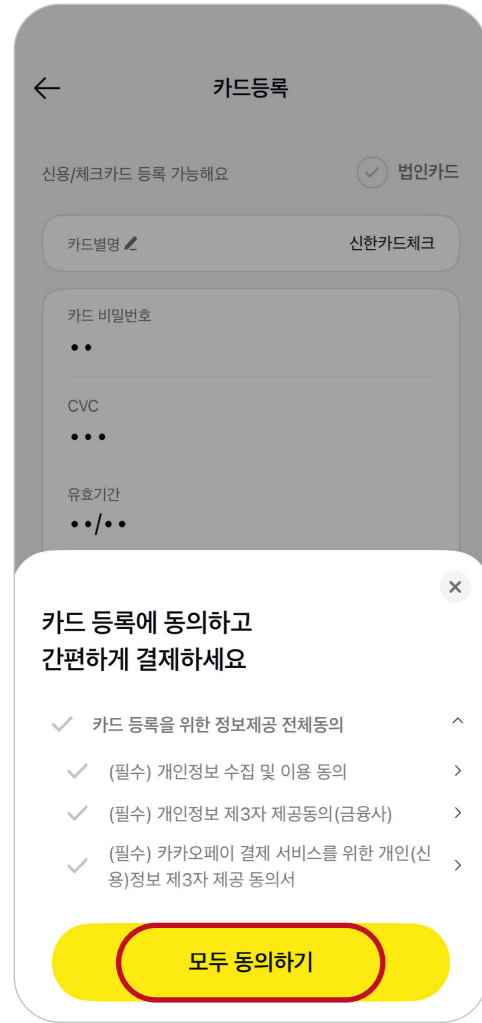 카드등록
신용/체크카드 등록 가능해요
법인카드
카드별명
신한카드체크
카드 비밀번호
••
CVC
•••
유효기간
••/••
카드 등록에 동의하고
간편하게 결제하세요
카드 등록을 위한 정보제공 전체동의
(필수) 개인정보 수집 및 이용 동의
(필수) 개인정보 제3자 제공동의(금융사)
(필수) 카카오페이 결제 서비스를 위한 개인(신
용)정보 제3자 제공 동의서
모두 동의하기